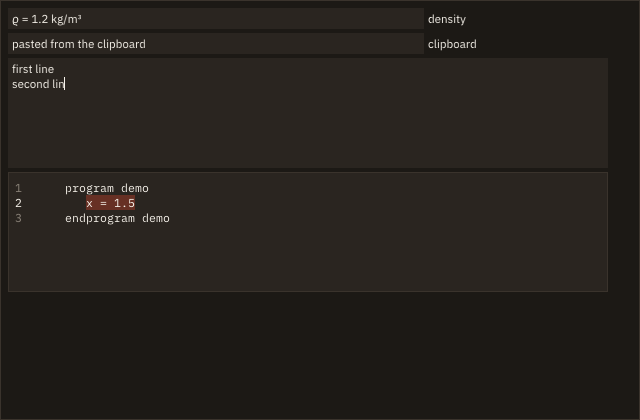 ϱ = 1.2 kg/m³ density
pasted from the clipboard clipboard
first line
second lin
1 program demo
2 x = 1.5
3 endprogram demo